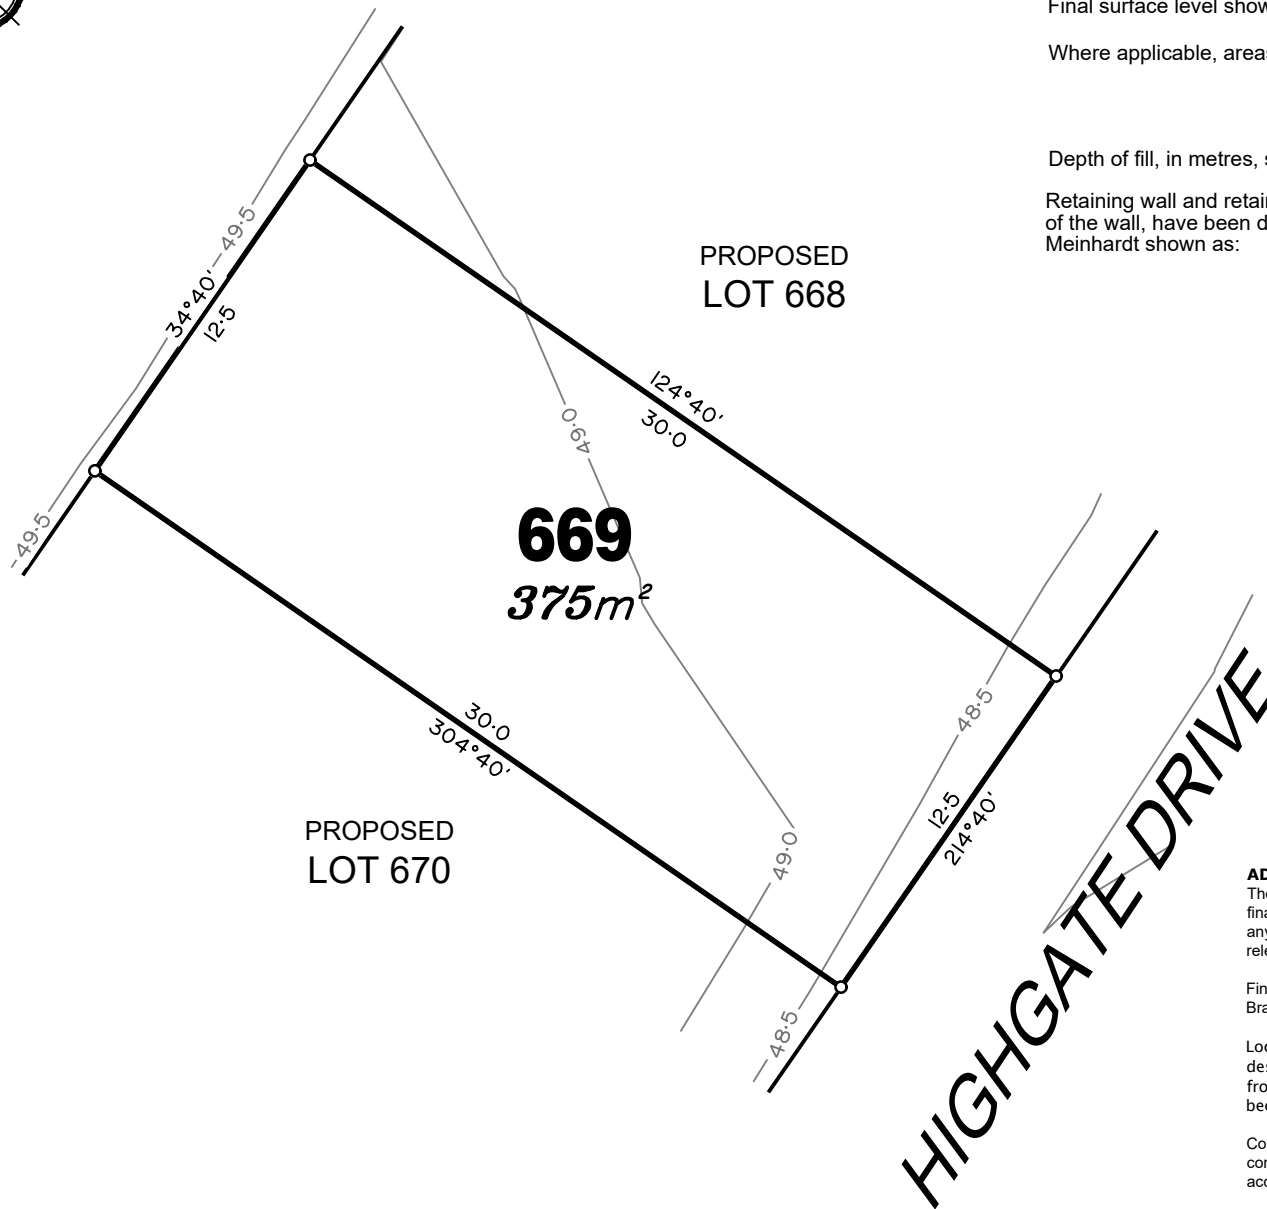 Final surface level
Where applicable,
Depth of fill, in metres,
Retaining wall and
of the wall, have been
Meinhardt shown as:
49·5
34°40'
12·5
PROPOSED
LOT 668
124°40'
30·0
49·0
49·5
669
375m²
30·0
304°40'
48·5
12·5
214°40'
PROPOSED
LOT 670
49·0
48·5
HIGHGATE DRIVE